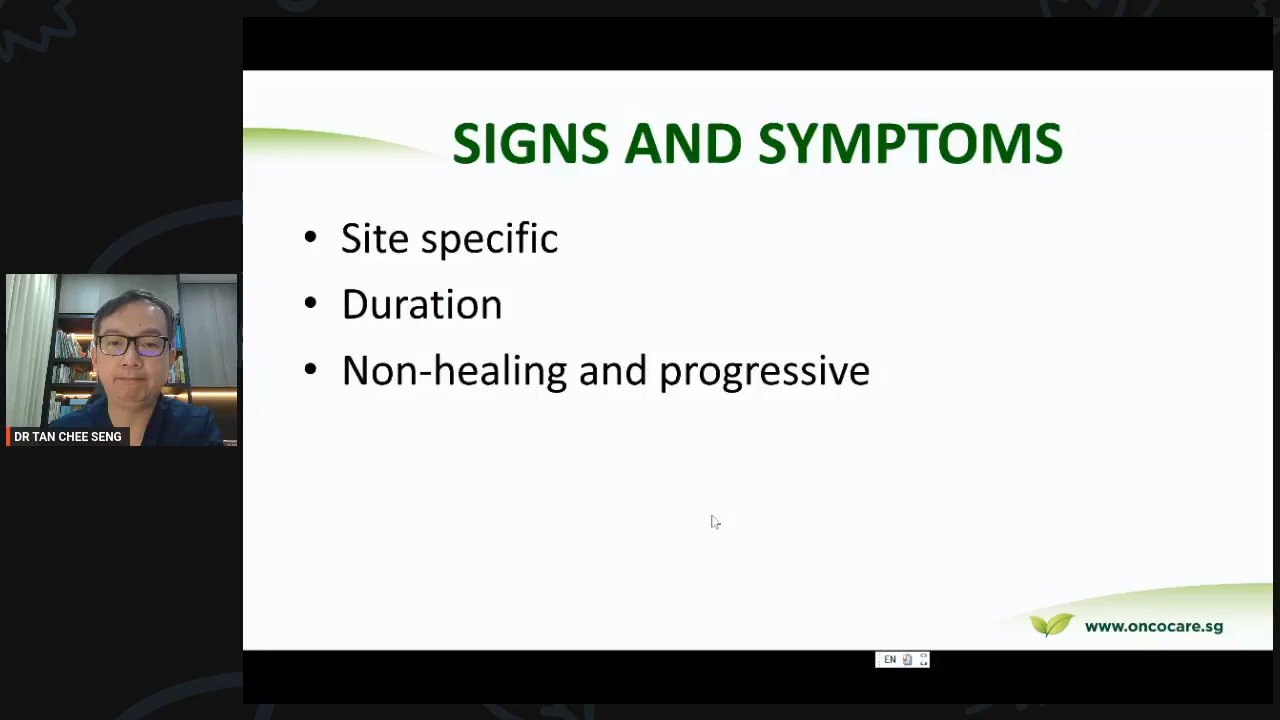 SIGNS AND SYMPTOMS
• Site specific
• Duration
• Non-healing and progressive
DR TAN CHEE SENG
www.oncocare.sg
EN